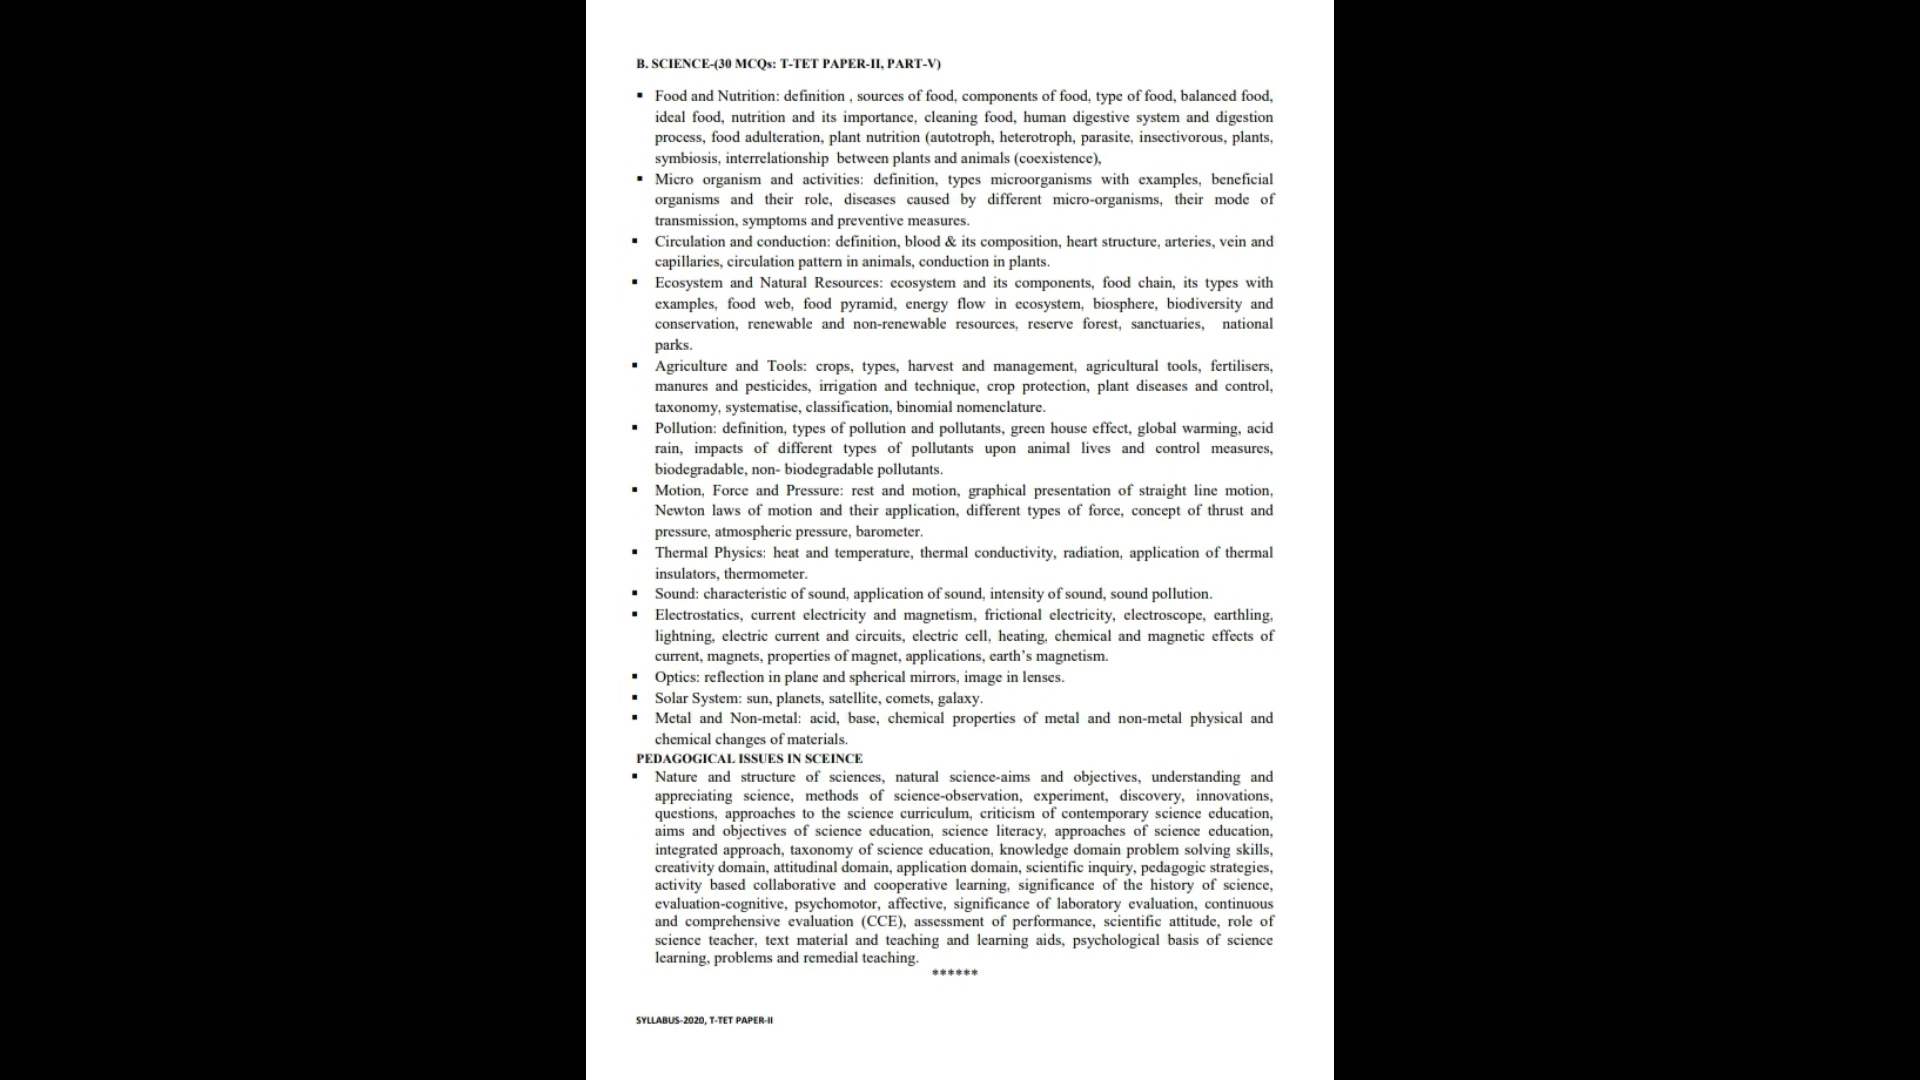 B. SCIENCE-(30 MCQs: T-TET PAPER-II, PART-V)
▪ Food and Nutrition: definition , sources of food, components of food, type of food, balanced food,
ideal food, nutrition and its importance, cleaning food, human digestive system and digestion
process, food adulteration, plant nutrition (autotroph, heterotroph, parasite, insectivorous, plants,
symbiosis, interrelationship between plants and animals (coexistence),
▪ Micro organism and activities: definition, types microorganisms with examples, beneficial
organisms and their role, diseases caused by different micro-organisms, their mode of
transmission, symptoms and preventive measures.
▪ Circulation and conduction: definition, blood & its composition, heart structure, arteries, vein and
capillaries, circulation pattern in animals, conduction in plants.
▪ Ecosystem and Natural Resources: ecosystem and its components, food chain, its types with
examples, food web, food pyramid, energy flow in ecosystem, biosphere, biodiversity and
conservation, renewable and non-renewable resources, reserve forest, sanctuaries, national
parks.
▪ Agriculture and Tools: crops, types, harvest and management, agricultural tools, fertilisers,
manures and pesticides, irrigation and technique, crop protection, plant diseases and control,
taxonomy, systematise, classification, binomial nomenclature.
▪ Pollution: definition, types of pollution and pollutants, green house effect, global warming, acid
rain, impacts of different types of pollutants upon animal lives and control measures,
biodegradable, non- biodegradable pollutants.
▪ Motion, Force and Pressure: rest and motion, graphical presentation of straight line motion,
Newton laws of motion and their application, different types of force, concept of thrust and
pressure, atmospheric pressure, barometer.
▪ Thermal Physics: heat and temperature, thermal conductivity, radiation, application of thermal
insulators, thermometer.
▪ Sound: characteristic of sound, application of sound, intensity of sound, sound pollution.
▪ Electrostatics, current electricity and magnetism, frictional electricity, electroscope, earthling,
lightning, electric current and circuits, electric cell, heating, chemical and magnetic effects of
current, magnets, properties of magnet, applications, earth's magnetism.
▪ Optics: reflection in plane and spherical mirrors, image in lenses.
▪ Solar System: sun, planets, satellite, comets, galaxy.
▪ Metal and Non-metal: acid, base, chemical properties of metal and non-metal physical and
chemical changes of materials.
PEDAGOGICAL ISSUES IN SCEINCE
▪ Nature and structure of sciences, natural science-aims and objectives, understanding and
appreciating science, methods of science-observation, experiment, discovery, innovations,
questions, approaches to the science curriculum, criticism of contemporary science education,
aims and objectives of science education, science literacy, approaches of science education,
integrated approach, taxonomy of science education, knowledge domain problem solving skills,
creativity domain, attitudinal domain, application domain, scientific inquiry, pedagogic strategies,
activity based collaborative and cooperative learning, significance of the history of science,
evaluation-cognitive, psychomotor, affective, significance of laboratory evaluation, continuous
and comprehensive evaluation (CCE), assessment of performance, scientific attitude, role of
science teacher, text material and teaching and learning aids, psychological basis of science
learning, problems and remedial teaching.
******
SYLLABUS-2020, T-TET PAPER-II